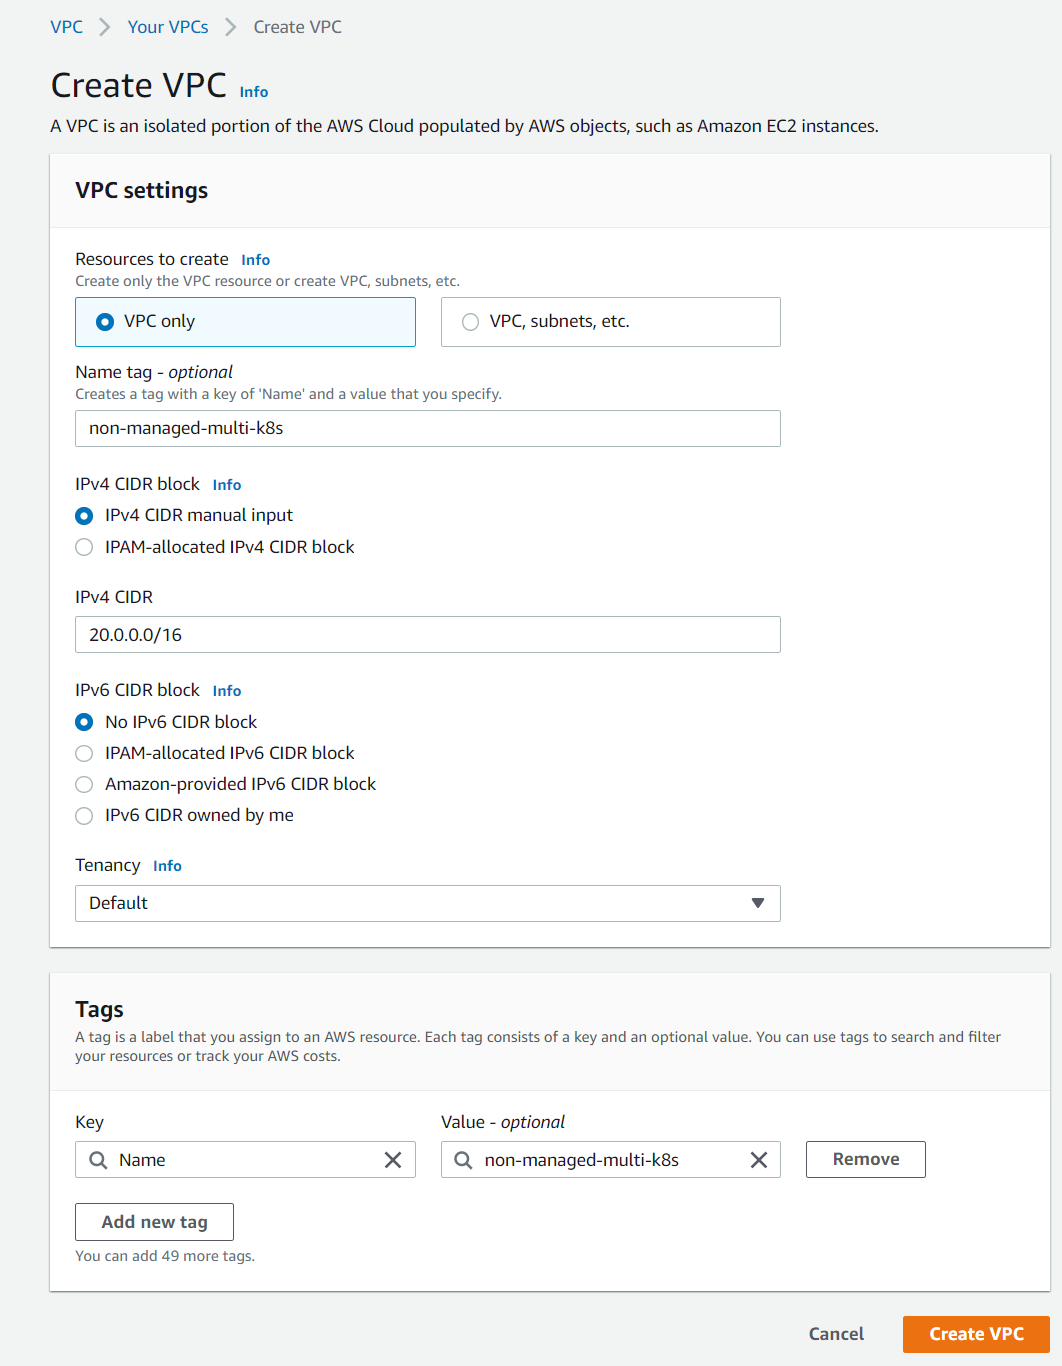 VPC > Your VPCs > Create VPC
Create VPC Info
A VPC is an isolated portion of the AWS Cloud populated by AWS objects, such as Amazon EC2 instances.
VPC settings
Resources to create Info
Create only the VPC resource or create VPC, subnets, etc.
VPC only
VPC, subnets, etc.
Name tag - optional
Creates a tag with a key of 'Name' and a value that you specify.
non-managed-multi-k8s
IPv4 CIDR block Info
IPv4 CIDR manual input
IPAM-allocated IPv4 CIDR block
IPv4 CIDR
20.0.0.0/16
IPv6 CIDR block Info
No IPv6 CIDR block
IPAM-allocated IPv6 CIDR block
Amazon-provided IPv6 CIDR block
IPv6 CIDR owned by me
Tenancy Info
Default
Tags
A tag is a label that you assign to an AWS resource. Each tag consists of a key and an optional value. You can use tags to search and filter
your resources or track your AWS costs.
Key
Value - optional
Name
non-managed-multi-k8s
Remove
Add new tag
You can add 49 more tags.
Cancel
Create VPC